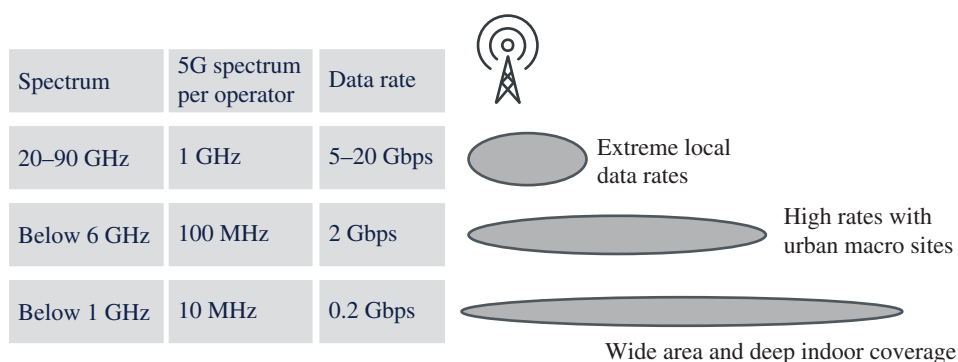 Spectrum
5G spectrum
per operator
Data rate
20–90 GHz
1 GHz
5–20 Gbps
Extreme local
data rates
Below 6 GHz
100 MHz
2 Gbps
High rates with
urban macro sites
Below 1 GHz
10 MHz
0.2 Gbps
Wide area and deep indoor coverage